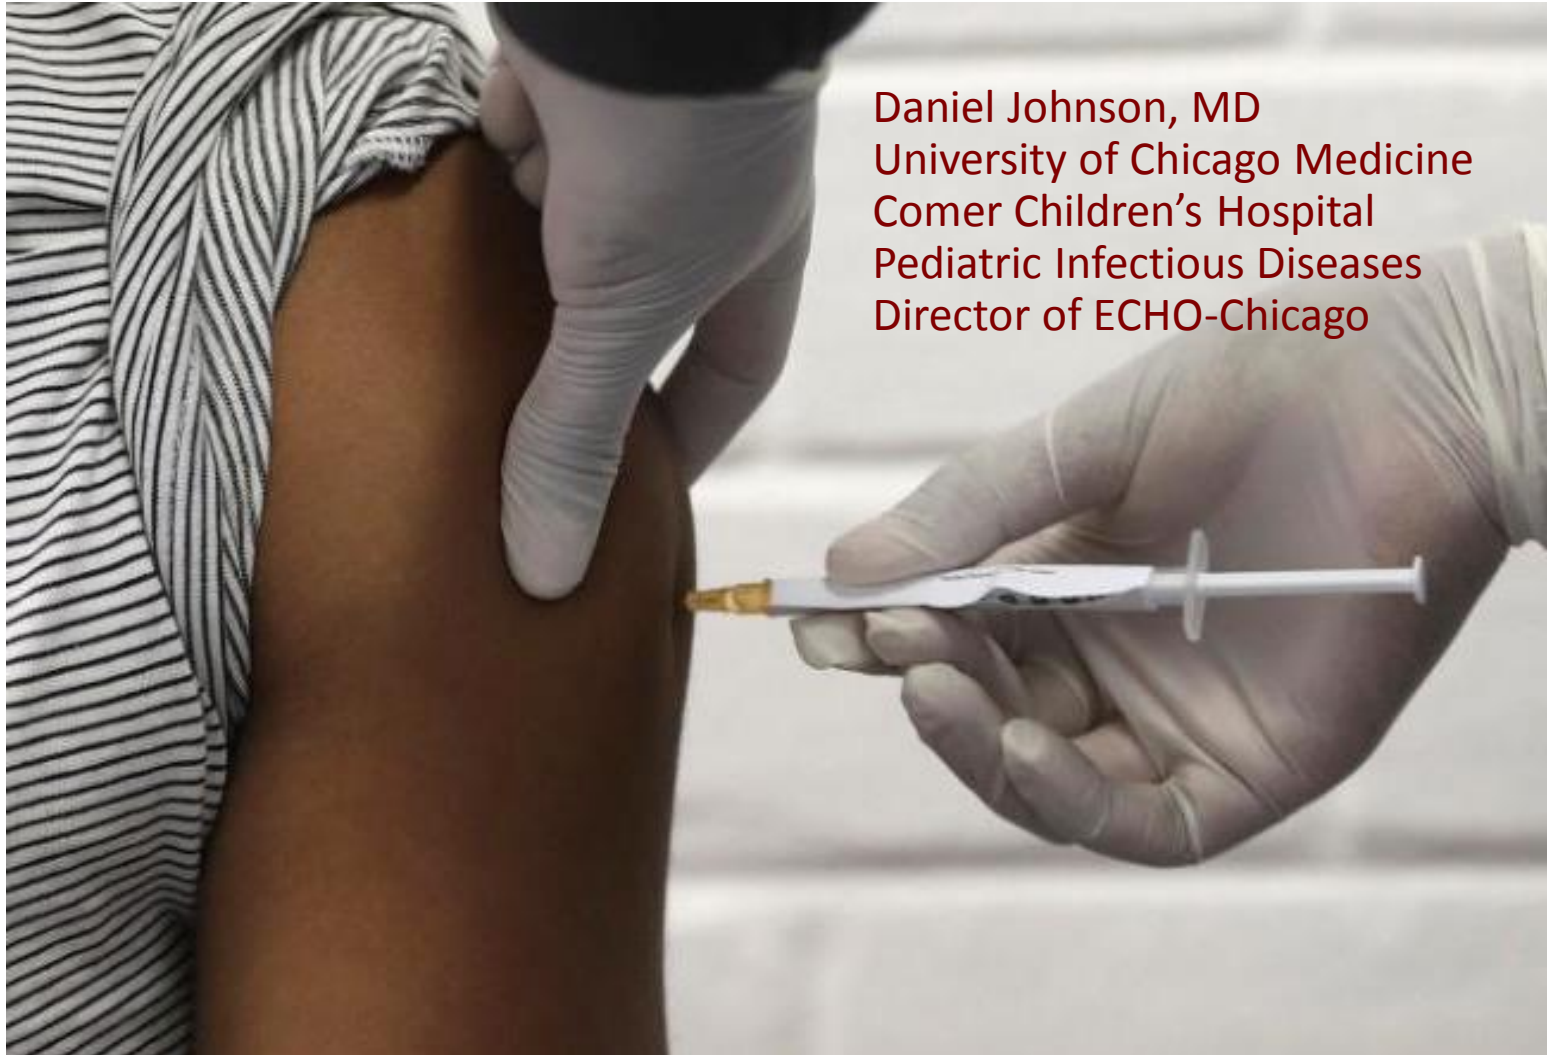 Daniel Johnson, MD
University of Chicago Medicine
Comer Children’s Hospital
Pediatric Infectious Diseases
Director of ECHO-Chicago